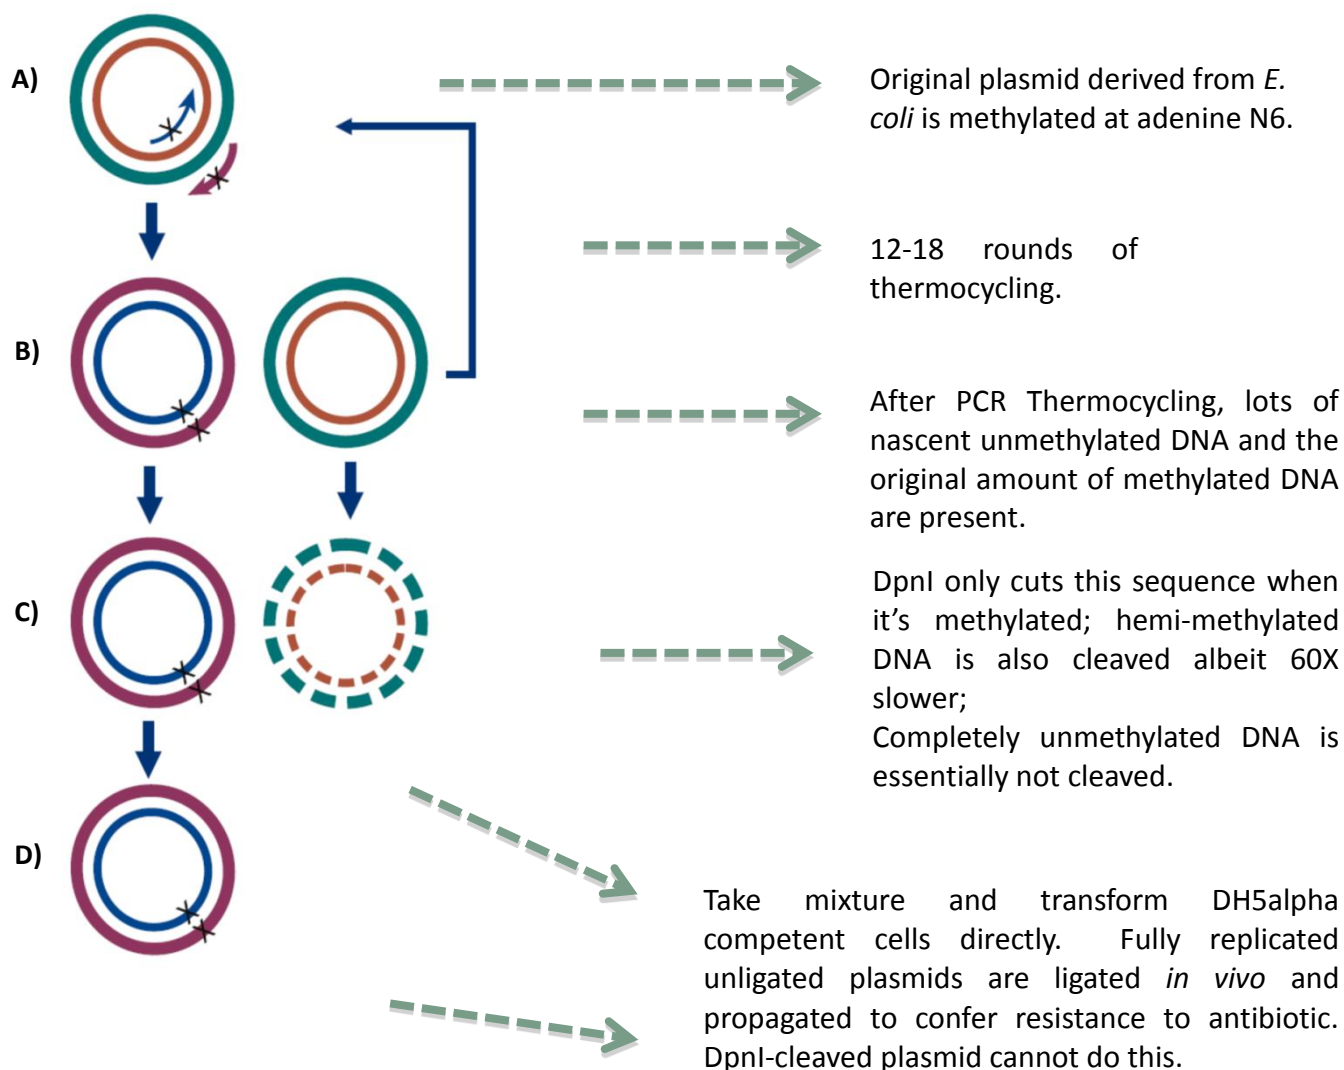 A)
Original plasmid derived from E.
coli is methylated at adenine N6.
12-18 rounds of
thermocycling.
B)
After PCR Thermocycling, lots of
nascent unmethylated DNA and the
original amount of methylated DNA
are present.
C)
DpnI only cuts this sequence when
it's methylated; hemi-methylated
DNA is also cleaved albeit 60X
slower;
Completely unmethylated DNA is
essentially not cleaved.
D)
Take mixture and transform DH5alpha
competent cells directly. Fully replicated
unligated plasmids are ligated in vivo and
propagated to confer resistance to antibiotic.
DpnI-cleaved plasmid cannot do this.